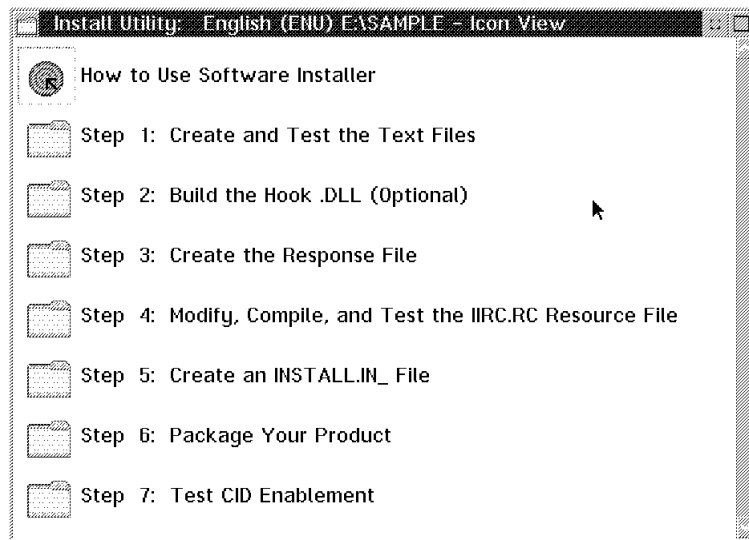 Install Utility: English (ENU) E:\SAMPLE - Icon View
How to Use Software Installer
Step 1: Create and Test the Text Files
Step 2: Build the Hook .DLL (Optional)
Step 3: Create the Response File
Step 4: Modify, Compile, and Test the IIRC.RC Resource File
Step 5: Create an INSTALL.IN_ File
Step 6: Package Your Product
Step 7: Test CID Enablement